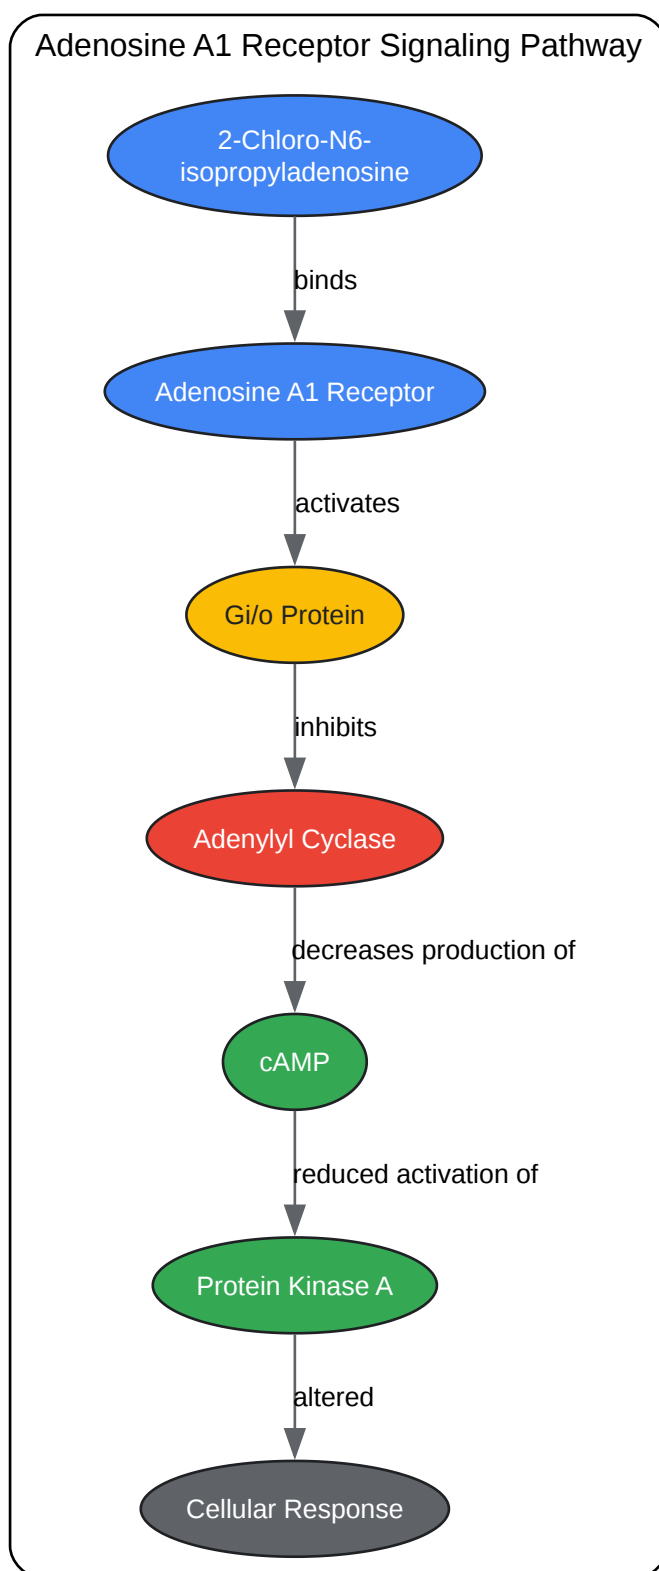 Adenosine A1 Receptor Signaling Pathway
2-Chloro-N6-
isopropyladenosine
binds
Adenosine A1 Receptor
activates
Gi/o Protein
inhibits
Adenylyl Cyclase
decreases production of
cAMP
reduced activation of
Protein Kinase A
altered
Cellular Response